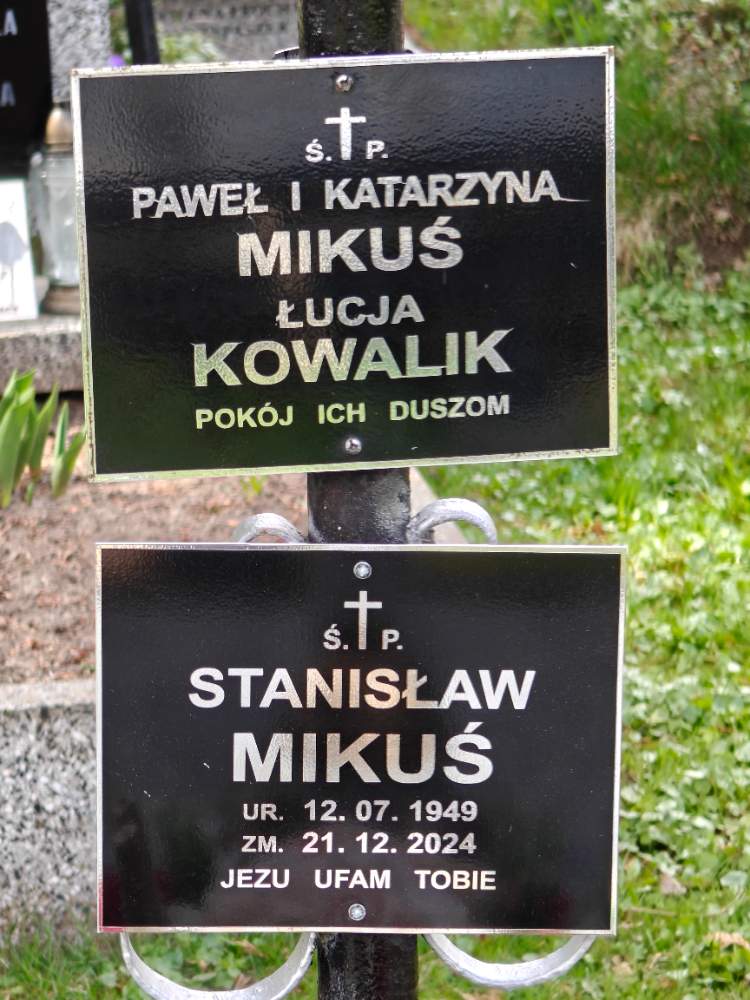 Ś. P.
PAWEŁ I KATARZYNA
MIKUŚ
ŁUCJA
KOWALIK
POKÓJ ICH DUSZOM
Ś. P.
STANISŁAW
MIKUŚ
UR. 12. 07. 1949
ZM. 21. 12. 2024
JEZU UFAM TOBIE